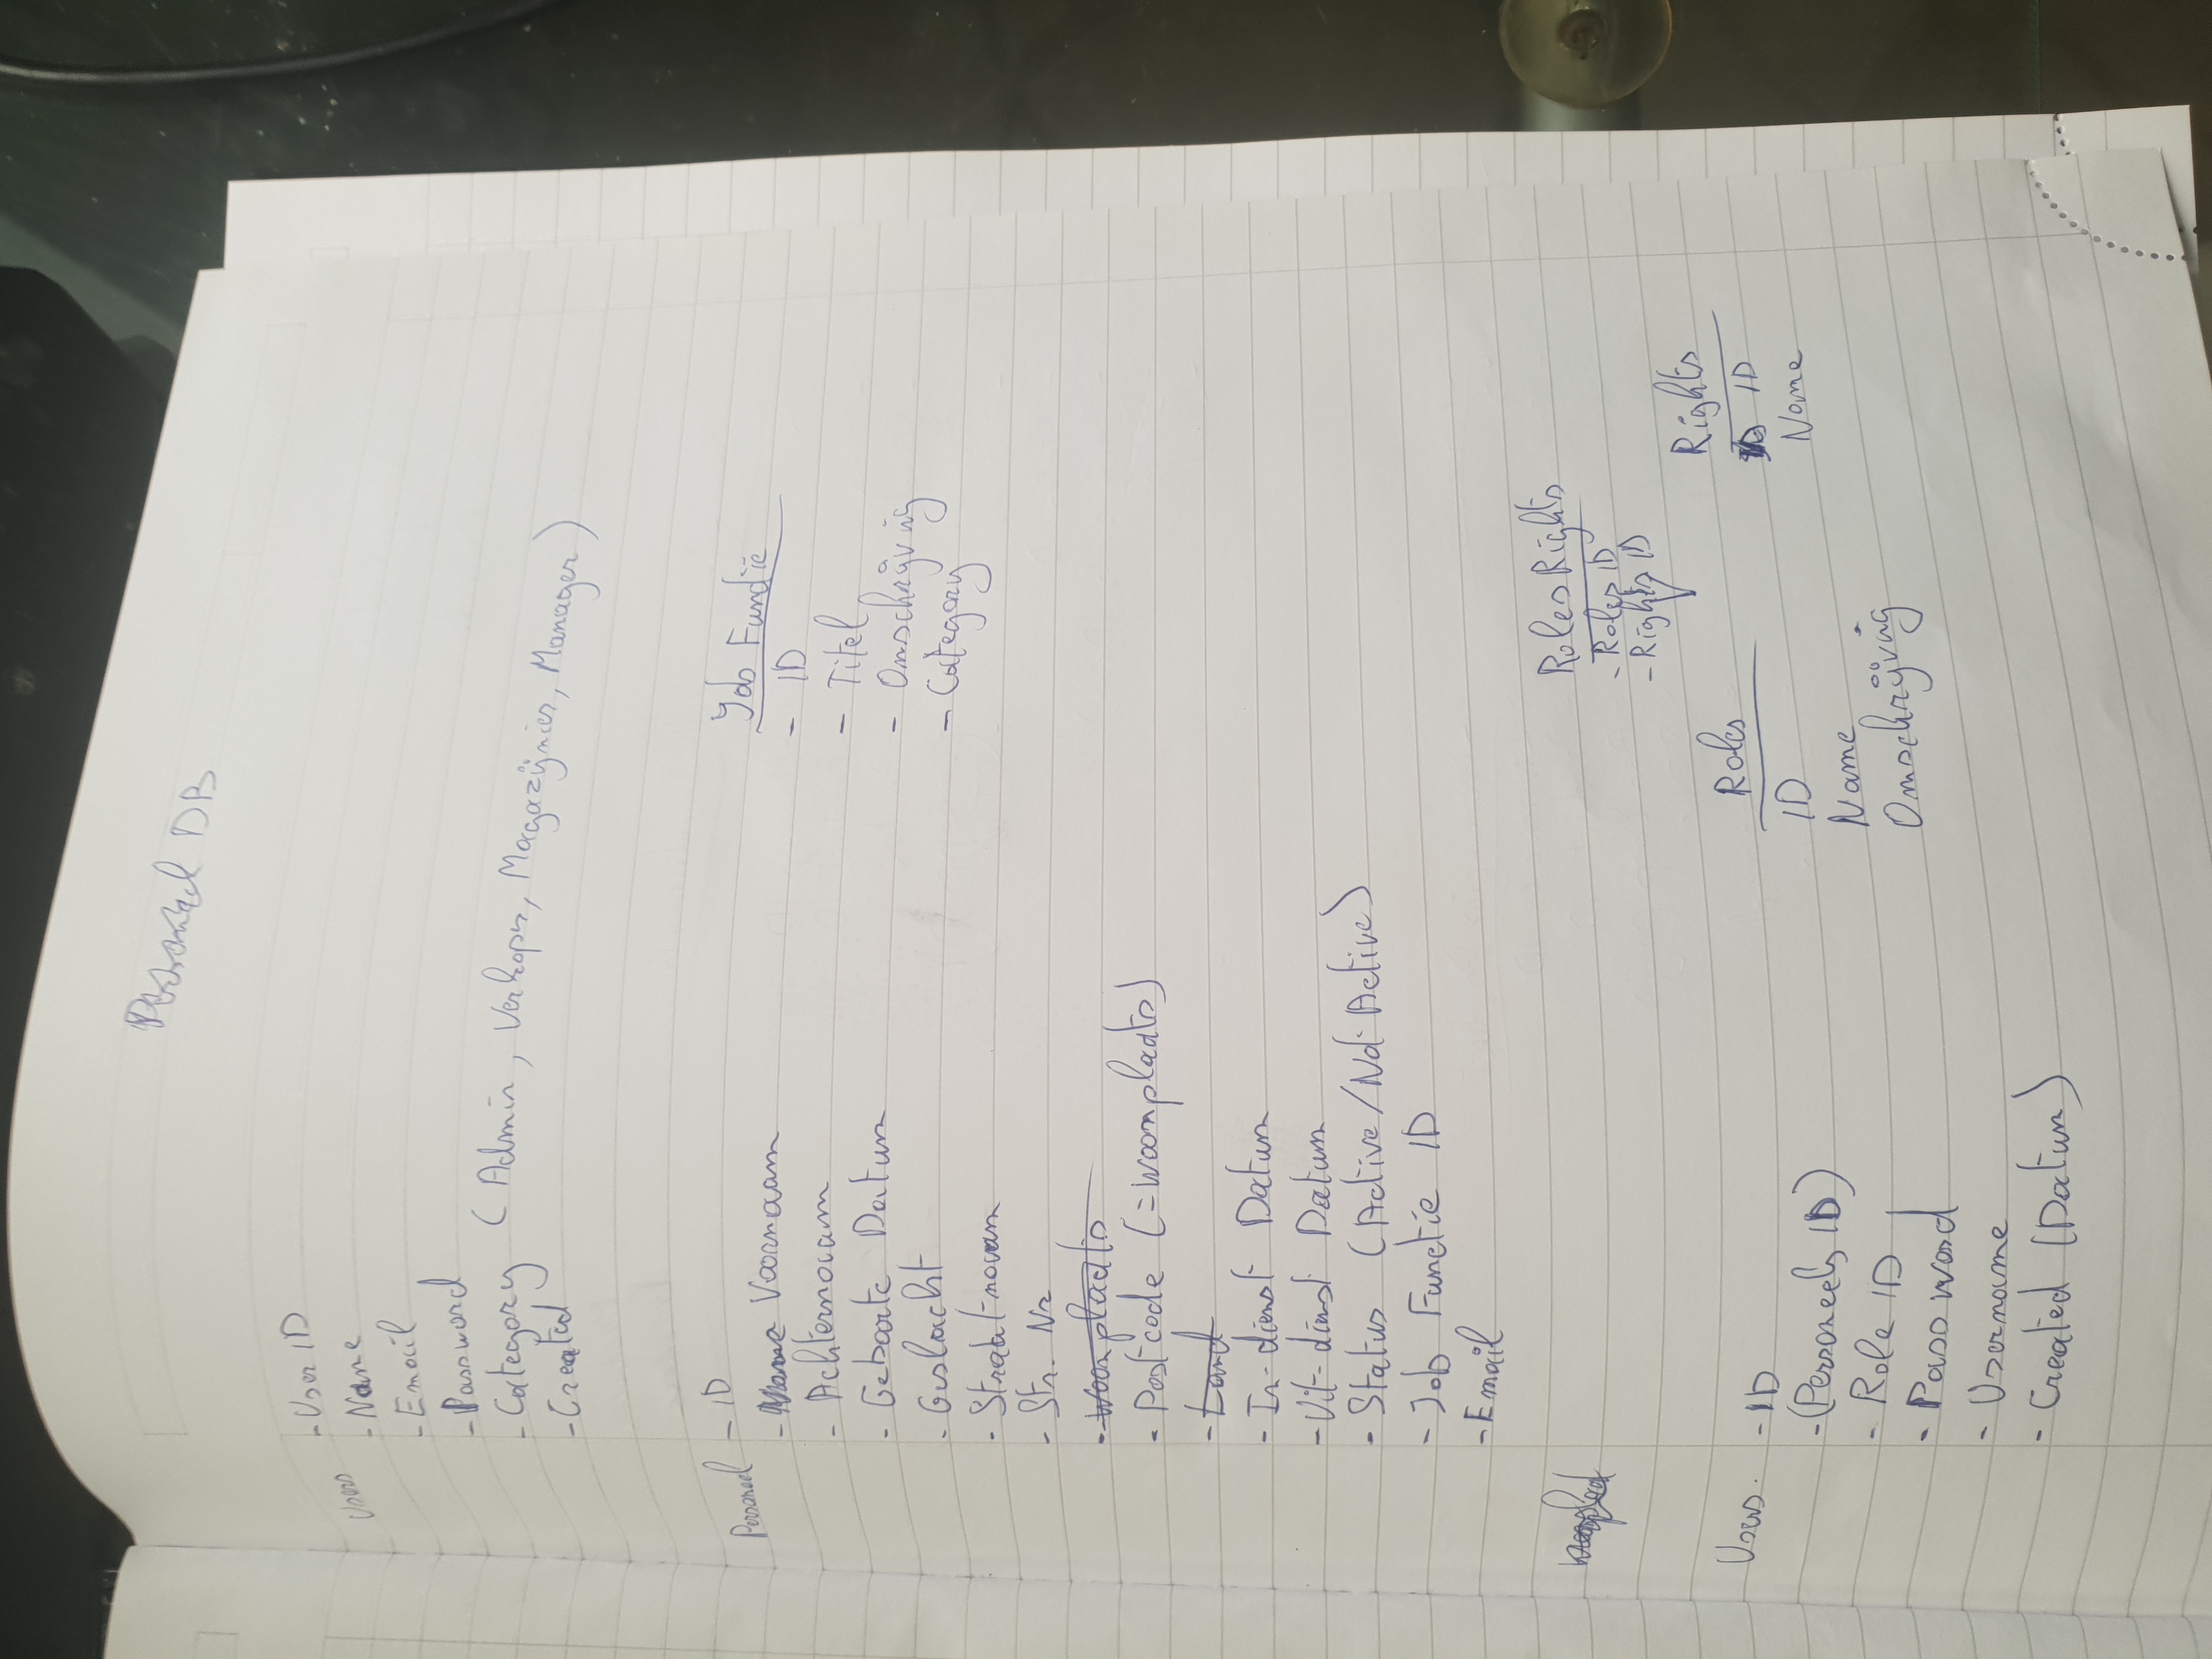 Personeel DB
Users
- User ID
- Name
- Email
- Password
- Category (Admin, Verkoper, Magazijnier, Manager)
- Created
Personeel
- ID
- Name Voornaam
- Achternaam
- Geboorte Datum
- Geslacht
- Straat-naam
- Str. Nr
- Woonplaats
- Postcode (=Woonplaats)
- Land
- In-dienst Datum
- Uit-dienst Datum
- Status (Active/Not Active)
- Job Functie ID
- Email
Job Functie
- ID
- Titel
- Omschrijving
- Category
RolesRights
- Roles ID
- Rights ID
Users.
- ID
- (Personeels ID)
- Role ID
- Password
- Username
- Created (Datum)
Roles
ID
Name
Omschrijving
Rights
ID
Name